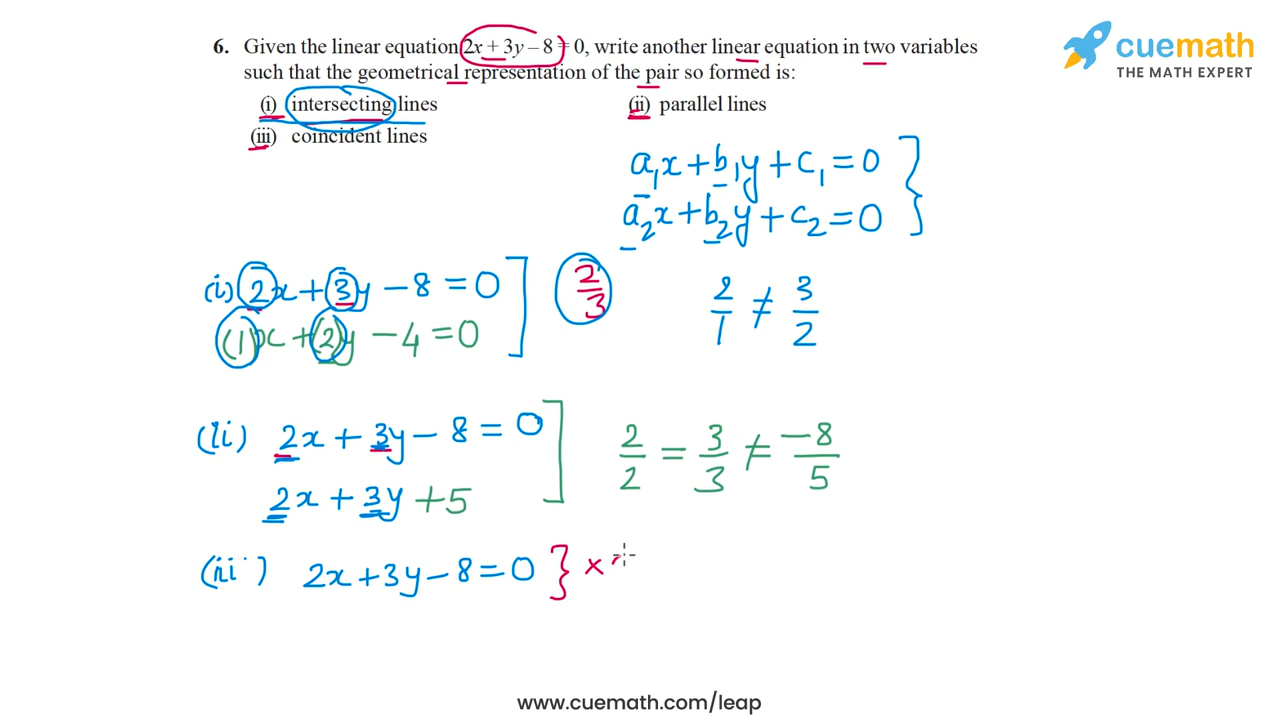 6. Given the linear equation 2x + 3y – 8 = 0, write another linear equation in two variables
such that the geometrical representation of the pair so formed is:
(i) intersecting lines (ii) parallel lines
(iii) coincident lines
cuemath
THE MATH EXPERT
a₁x + b₁y + c₁ = 0
a₂x + b₂y + c₂ = 0
(i) 2x + 3y - 8 = 0 ] 2/3 2/1 ≠ 3/2
(1)x + (2)y - 4 = 0
(ii) 2x + 3y - 8 = 0 ] 2/2 = 3/3 ≠ -8/5
2x + 3y + 5
(iii) 2x + 3y - 8 = 0 } ×
www.cuemath.com/leap